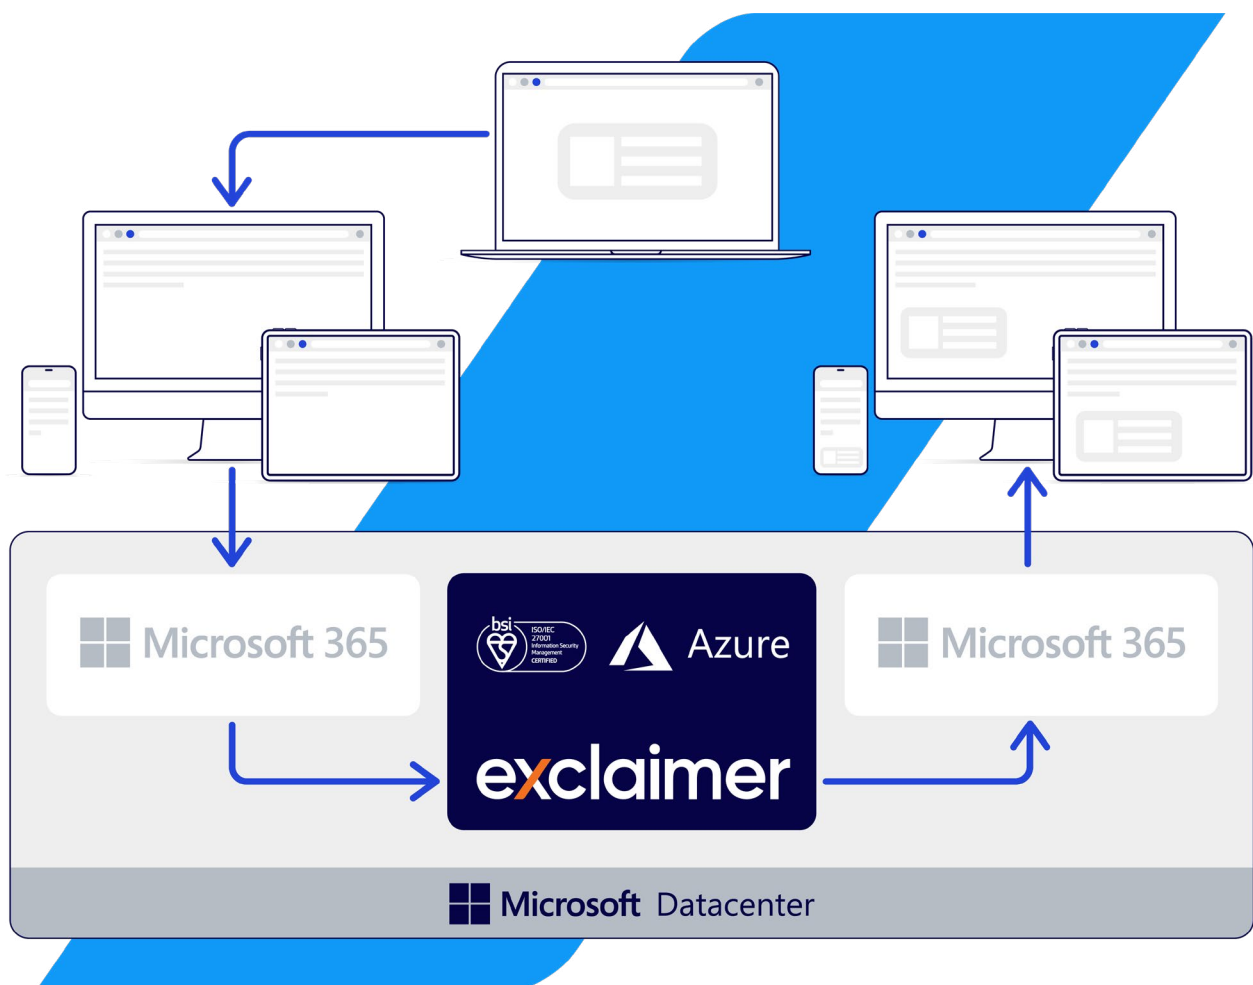 Microsoft 365
bsi
ISO/IEC
27001
Information Security
Management
CERTIFIED
Azure
exclaimer
Microsoft 365
Microsoft Datacenter